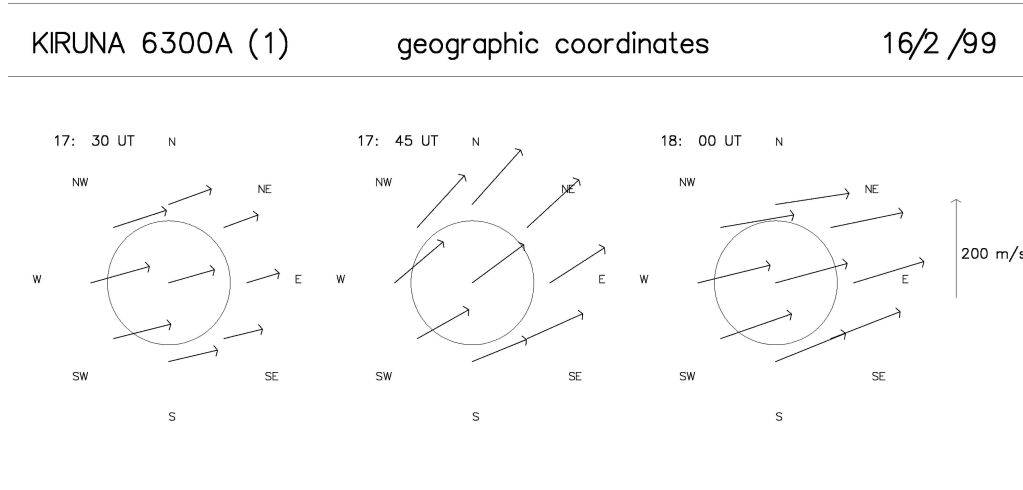 KIRUNA 6300A (1) geographic coordinates 16/2 /99
17: 30 UT N 17: 45 UT N 18: 00 UT N
NW NE NW NE NW NE
200 m/s
W E W E W E
SW SE SW SE SW SE
S S S